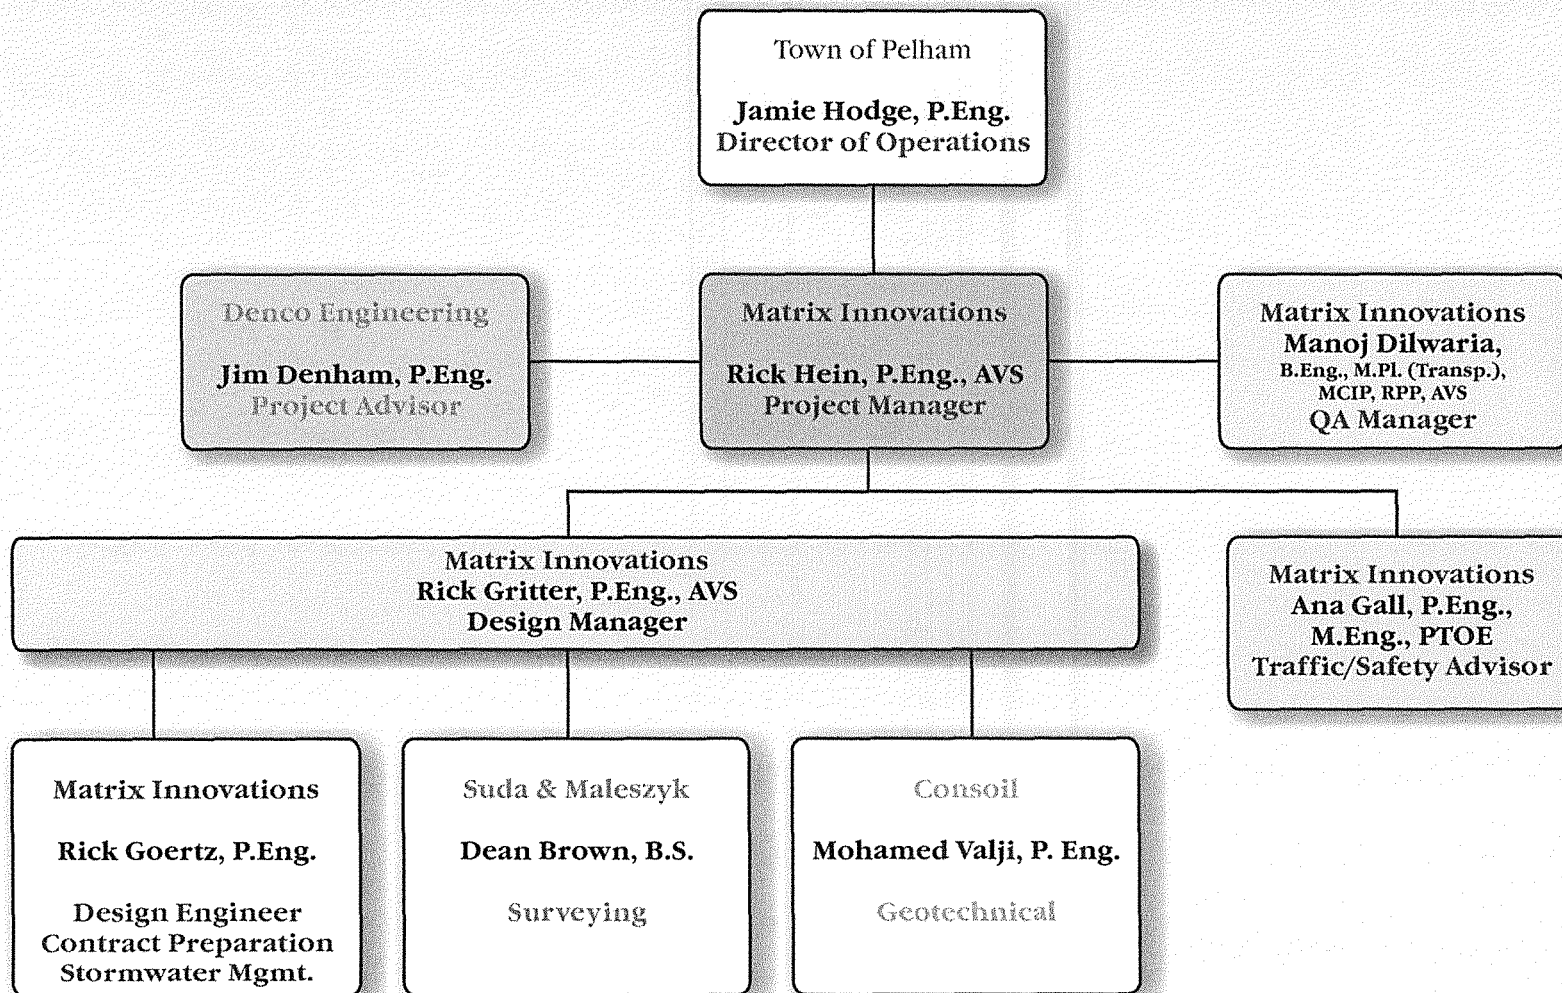 Town of Pelham
Jamie Hodge, P.Eng.
Director of Operations
Denco Engineering
Jim Denham, P.Eng.
Project Advisor
Matrix Innovations
Rick Hein, P.Eng., AVS
Project Manager
Matrix Innovations
Manoj Dilwaria,
B.Eng., M.Pl. (Transp.),
MCIP, RPP, AVS
QA Manager
Matrix Innovations
Rick Gritter, P.Eng., AVS
Design Manager
Matrix Innovations
Ana Gall, P.Eng.,
M.Eng., PTOE
Traffic/Safety Advisor
Matrix Innovations
Rick Goertz, P.Eng.
Design Engineer
Contract Preparation
Stormwater Mgmt.
Suda & Maleszyk
Dean Brown, B.S.
Surveying
Consoil
Mohamed Valji, P. Eng.
Geotechnical